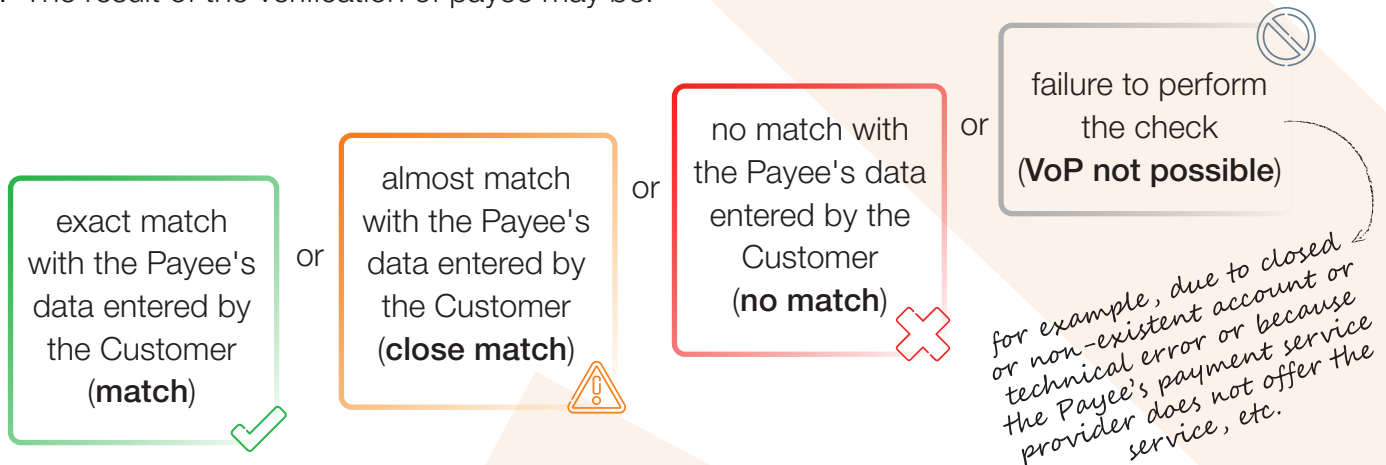 The result of the verification of payee may be:
exact match
with the Payee's
data entered by
the Customer
(match)
or
almost match
with the Payee's
data entered by
the Customer
(close match)
or
no match with
the Payee's data
entered by the
Customer
(no match)
or
failure to perform
the check
(VoP not possible)
for example, due to closed
or non-existent account or
technical error or because
the Payee's payment service
provider does not offer the
service, etc.